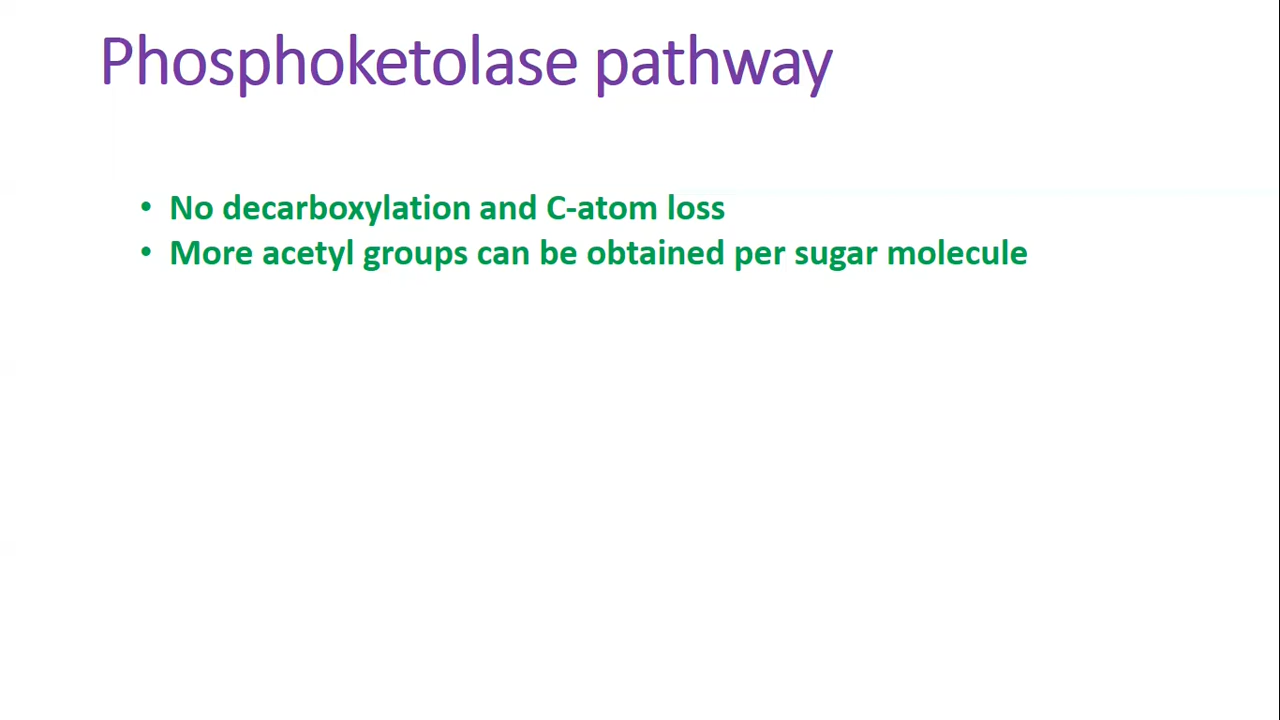 Phosphoketolase pathway
• No decarboxylation and C-atom loss
• More acetyl groups can be obtained per sugar molecule